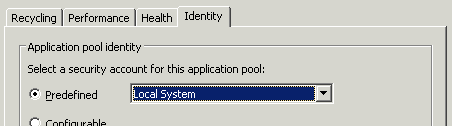 Recycling Performance Health Identity
Application pool identity
Select a security account for this application pool:
Predefined Local System
Configurable